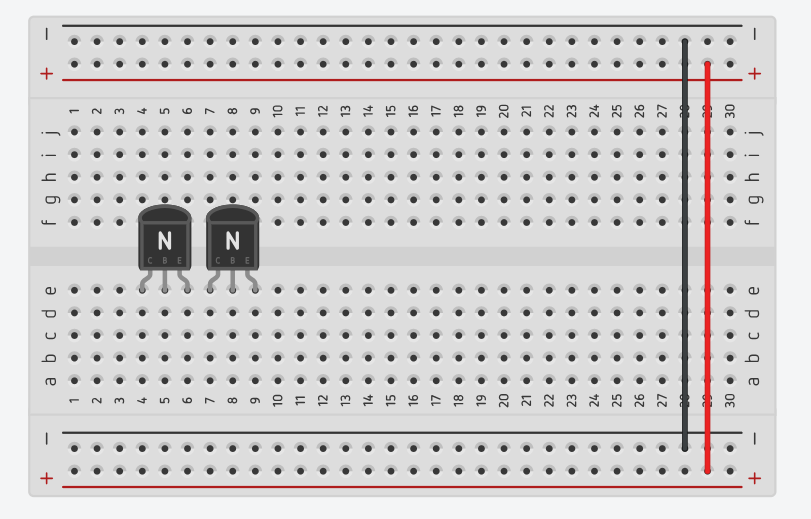 − −
+ +
1 2 3 4 5 6 7 8 9 10 11 12 13 14 15 16 17 18 19 20 21 22 23 24 25 26 27 28 29 30
j j
i i
h h
g g
f f
N N
C B E C B E
e e
d d
c c
b b
a a
1 2 3 4 5 6 7 8 9 10 11 12 13 14 15 16 17 18 19 20 21 22 23 24 25 26 27 28 29 30
− −
+ +